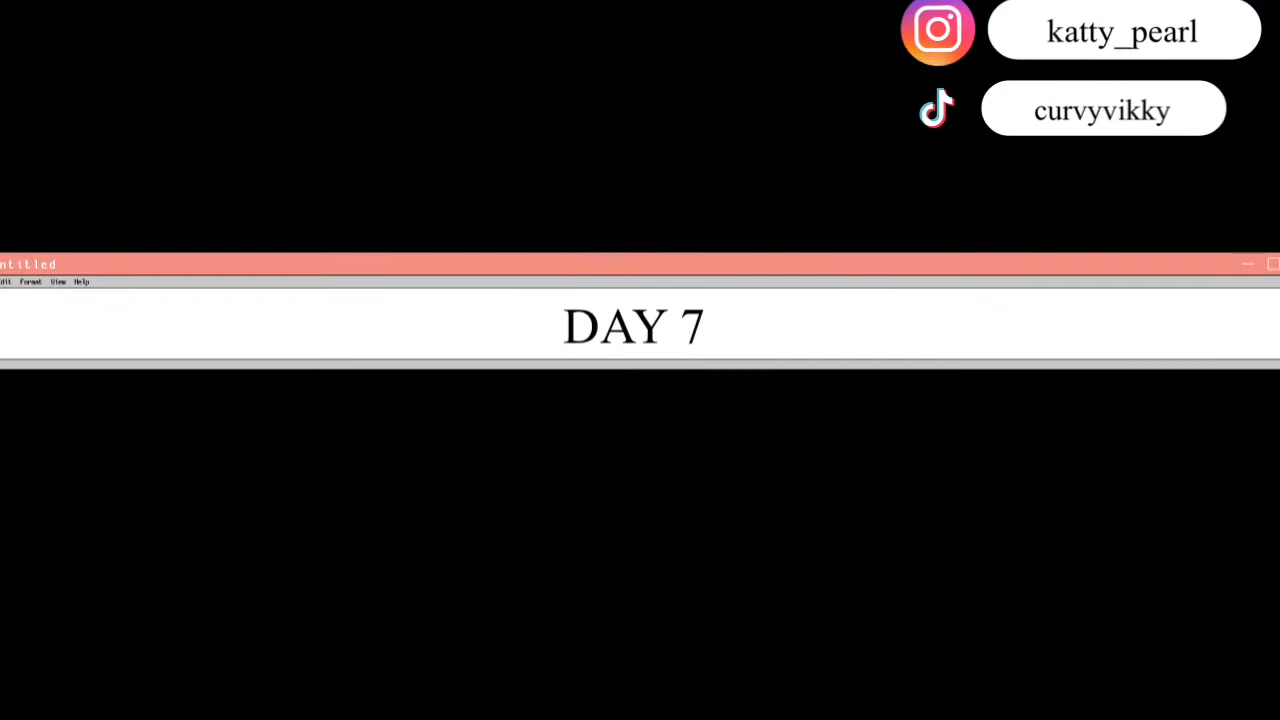 katty_pearl
curvyvikky
ntitled
dit Format View Help
DAY 7